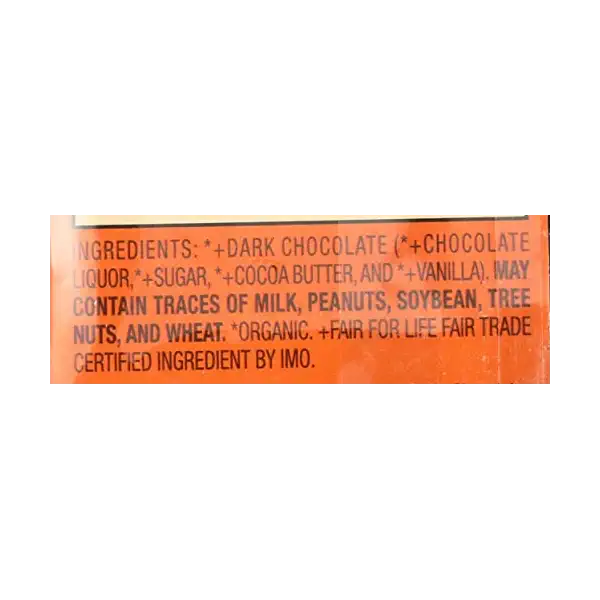 INGREDIENTS: *+DARK CHOCOLATE (*+CHOCOLATE
LIQUOR,*+SUGAR, *+COCOA BUTTER, AND *+VANILLA). MAY
CONTAIN TRACES OF MILK, PEANUTS, SOYBEAN, TREE
NUTS, AND WHEAT. *ORGANIC. +FAIR FOR LIFE FAIR TRADE
CERTIFIED INGREDIENT BY IMO.